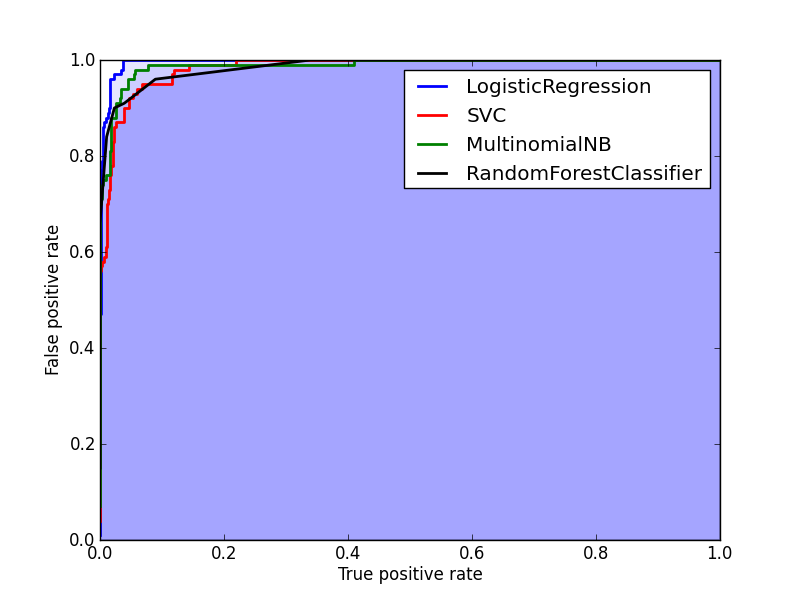 1.0
0.8
0.6
0.4
0.2
0.0
False positive rate
LogisticRegression
SVC
MultinomialNB
RandomForestClassifier
0.0 0.2 0.4 0.6 0.8 1.0
True positive rate